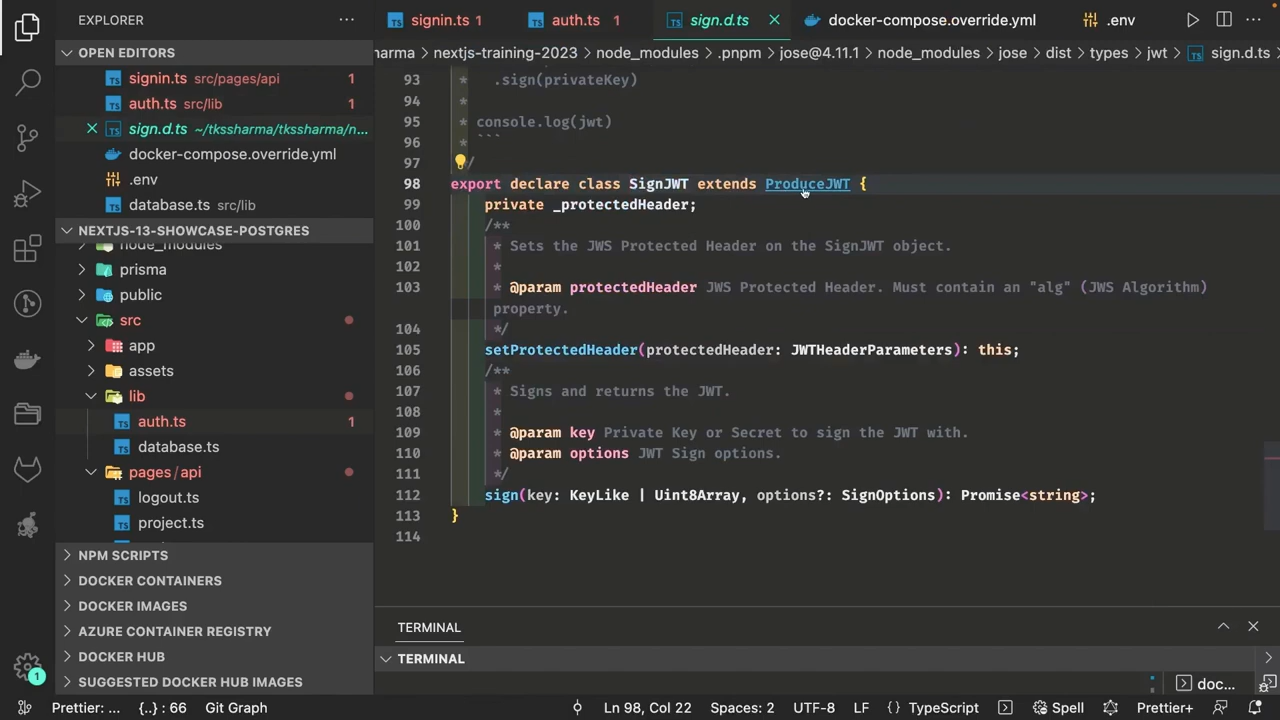 EXPLORER
OPEN EDITORS
signin.ts src/pages/api 1
auth.ts src/lib 1
sign.d.ts ~/tkssharma/tkssharma/n...
docker-compose.override.yml
.env
database.ts src/lib
NEXTJS-13-SHOWCASE-POSTGRES
node_modules
prisma
public
src
app
assets
lib
auth.ts 1
database.ts
pages / api
logout.ts
project.ts
NPM SCRIPTS
DOCKER CONTAINERS
DOCKER IMAGES
AZURE CONTAINER REGISTRY
DOCKER HUB
SUGGESTED DOCKER HUB IMAGES
1
signin.ts 1 auth.ts 1 sign.d.ts docker-compose.override.yml .env
arma > nextjs-training-2023 > node_modules > .pnpm > jose@4.11.1 > node_modules > jose > dist > types > jwt > sign.d.ts
93 * .sign(privateKey)
94 *
95 * console.log(jwt)
96 * ```
97 /
98 export declare class SignJWT extends ProduceJWT {
99 private _protectedHeader;
100 /**
101 * Sets the JWS Protected Header on the SignJWT object.
102 *
103 * @param protectedHeader JWS Protected Header. Must contain an "alg" (JWS Algorithm)
property.
104 */
105 setProtectedHeader(protectedHeader: JWTHeaderParameters): this;
106 /**
107 * Signs and returns the JWT.
108 *
109 * @param key Private Key or Secret to sign the JWT with.
110 * @param options JWT Sign options.
111 */
112 sign(key: KeyLike | Uint8Array, options?: SignOptions): Promise<string>;
113 }
114
TERMINAL
TERMINAL
doc...
Prettier: ... {..} : 66 Git Graph Ln 98, Col 22 Spaces: 2 UTF-8 LF { } TypeScript Spell Prettier+